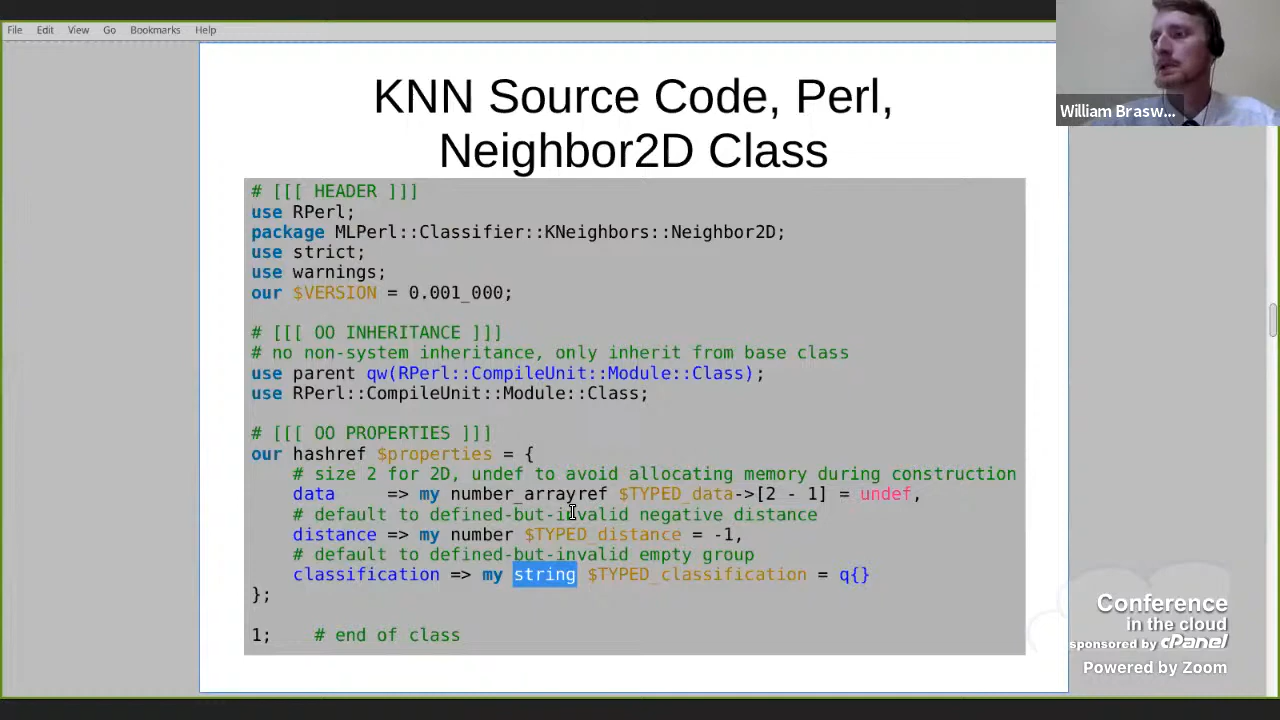 File Edit View Go Bookmarks Help
William Brasw...
KNN Source Code, Perl,
Neighbor2D Class
# [[[ HEADER ]]]
use RPerl;
package MLPerl::Classifier::KNeighbors::Neighbor2D;
use strict;
use warnings;
our $VERSION = 0.001_000;
# [[[ OO INHERITANCE ]]]
# no non-system inheritance, only inherit from base class
use parent qw(RPerl::CompileUnit::Module::Class);
use RPerl::CompileUnit::Module::Class;
# [[[ OO PROPERTIES ]]]
our hashref $properties = {
# size 2 for 2D, undef to avoid allocating memory during construction
data => my number_arrayref $TYPED_data->[2 - 1] = undef,
# default to defined-but-invalid negative distance
distance => my number $TYPED_distance = -1,
# default to defined-but-invalid empty group
classification => my string $TYPED_classification = q{}
};
1; # end of class
Conference
in the cloud
sponsored by cPanel
Powered by Zoom